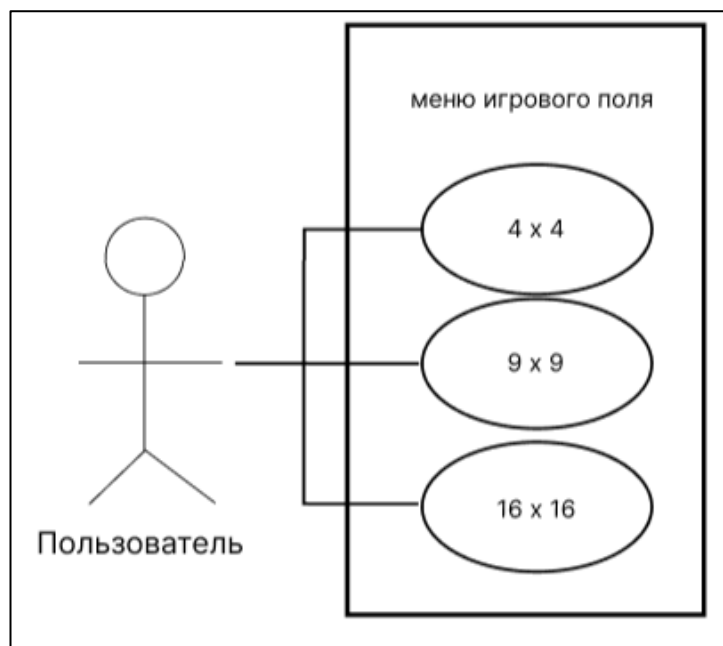 меню игрового поля
4 x 4
9 x 9
16 x 16
Пользователь